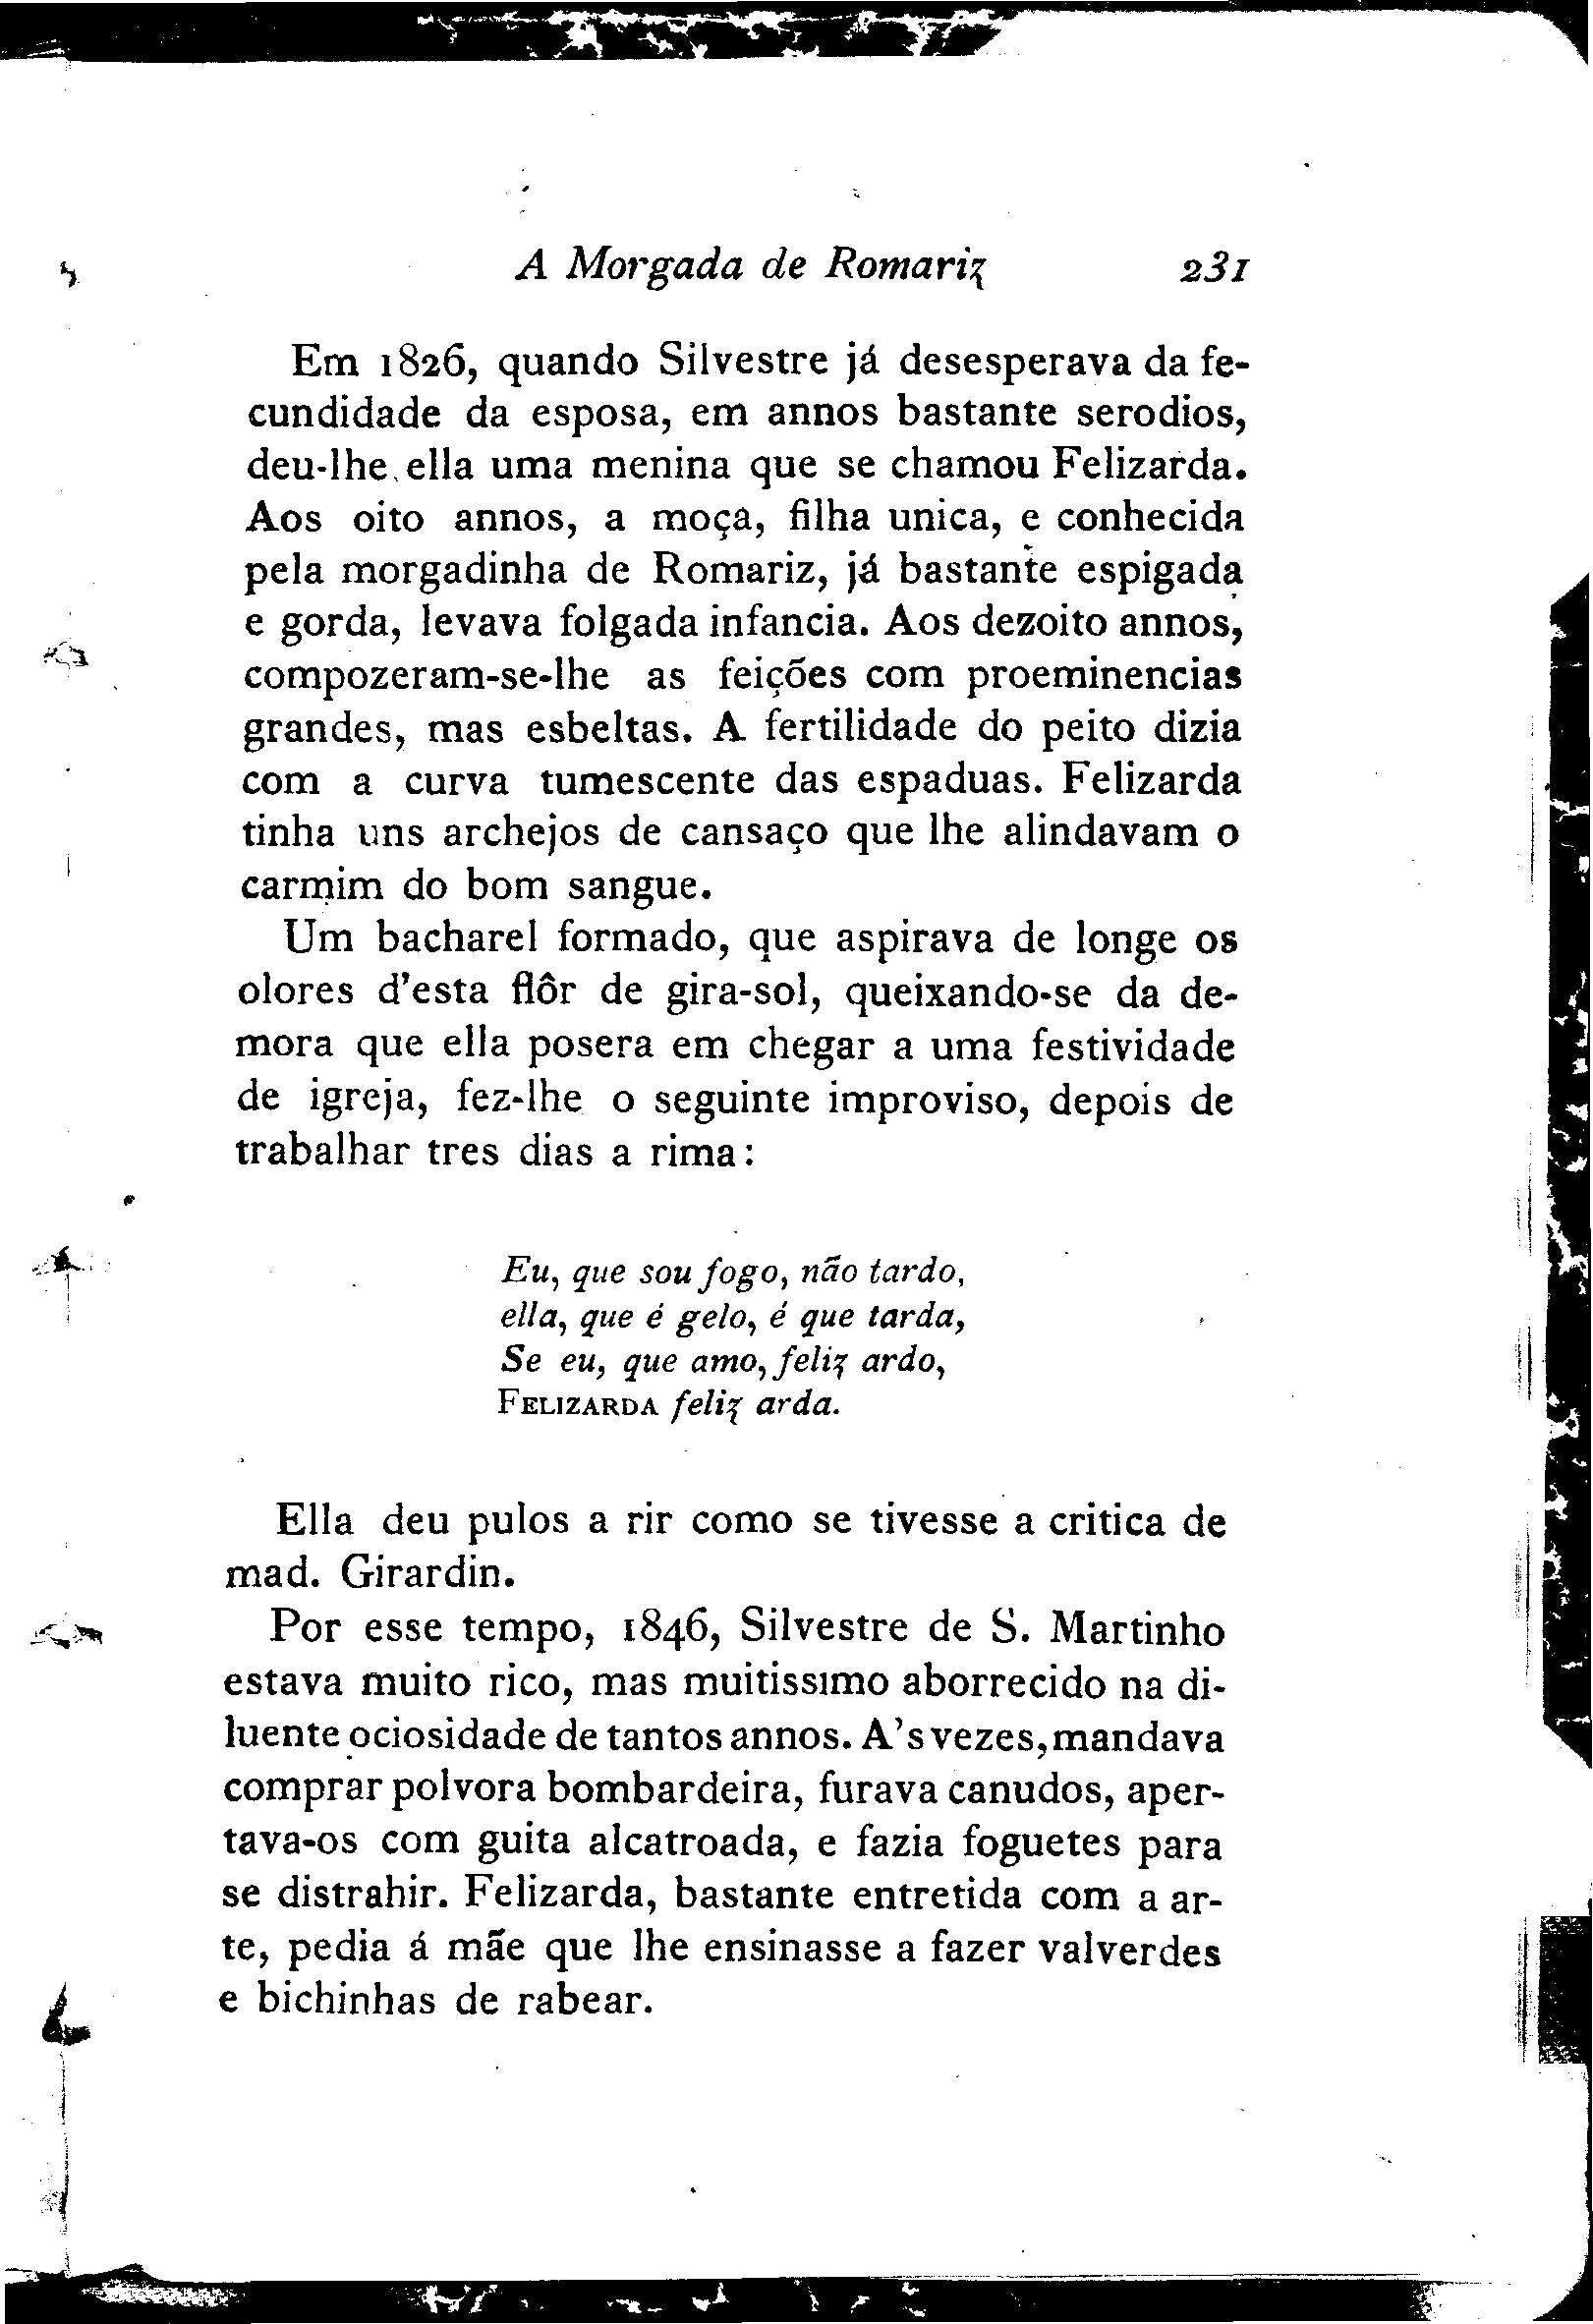 A Morgada de Romariz 231
Em 1826, quando Silvestre já desesperava da fe-
cundidade da esposa, em annos bastante serodios,
deu-lhe ella uma menina que se chamou Felizarda.
Aos oito annos, a moça, filha unica, e conhecida
pela morgadinha de Romariz, já bastante espigada
e gorda, levava folgada infancia. Aos dezoito annos,
compozeram-se-lhe as feições com proeminencias
grandes, mas esbeltas. A fertilidade do peito dizia
com a curva tumescente das espaduas. Felizarda
tinha uns archejos de cansaço que lhe alindavam o
carmim do bom sangue.
Um bacharel formado, que aspirava de longe os
olores d'esta flôr de gira-sol, queixando-se da de-
mora que ella posera em chegar a uma festividade
de igreja, fez-lhe o seguinte improviso, depois de
trabalhar tres dias a rima:
Eu, que sou fogo, não tardo,
ella, que é gelo, é que tarda,
Se eu, que amo, feliz ardo,
FELIZARDA feliz arda.
Ella deu pulos a rir como se tivesse a critica de
mad. Girardin.
Por esse tempo, 1846, Silvestre de S. Martinho
estava muito rico, mas muitissimo aborrecido na di-
luente ociosidade de tantos annos. A's vezes, mandava
comprar polvora bombardeira, furava canudos, aper-
tava-os com guita alcatroada, e fazia foguetes para
se distrahir. Felizarda, bastante entretida com a ar-
te, pedia á mãe que lhe ensinasse a fazer valverdes
e bichinhas de rabear.